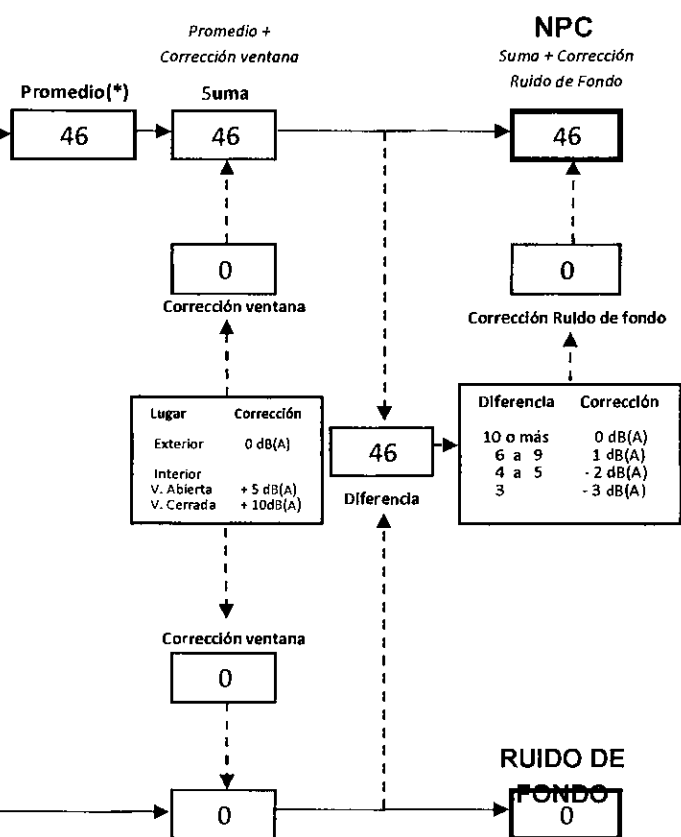 Promedio +
Corrección ventana
NPC
Suma + Corrección
Ruido de Fondo
Promedio(*)
Suma
46
46
46
0
0
Corrección ventana
Corrección Ruido de fondo
Lugar Corrección
Exterior 0 dB(A)
Interior
V. Abierta + 5 dB(A)
V. Cerrada + 10dB(A)
46
Diferencia
Diferencia Corrección
10 o más 0 dB(A)
6 a 9 1 dB(A)
4 a 5 - 2 dB(A)
3 - 3 dB(A)
Corrección ventana
0
RUIDO DE
FONDO
0
0